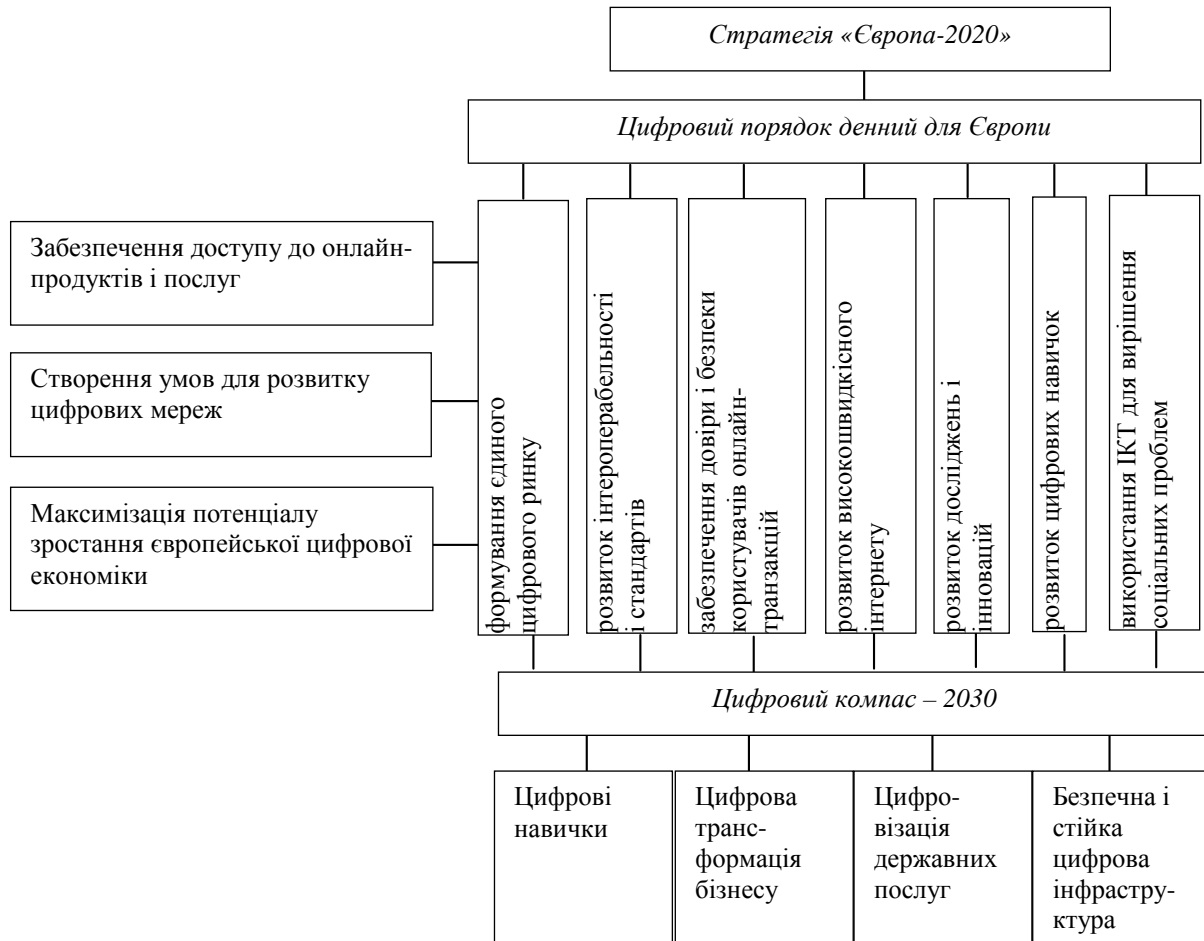 Стратегія «Європа-2020»
Цифровий порядок денний для Європи
Забезпечення доступу до онлайн-
продуктів і послуг
Створення умов для розвитку
цифрових мереж
Максимізація потенціалу
зростання європейської цифрової
економіки
формування єдиного
цифрового ринку
розвиток інтероперабельності
і стандартів
забезпечення довіри і безпеки
користувачів онлайн-
транзакцій
розвиток високошвидкісного
інтернету
розвиток досліджень і
інновацій
розвиток цифрових навичок
використання ІКТ для вирішення
соціальних проблем
Цифровий компас – 2030
Цифрові
навички
Цифрова
транс-
формація
бізнесу
Цифро-
візація
державних
послуг
Безпечна і
стійка
цифрова
інфраструк-
ктура